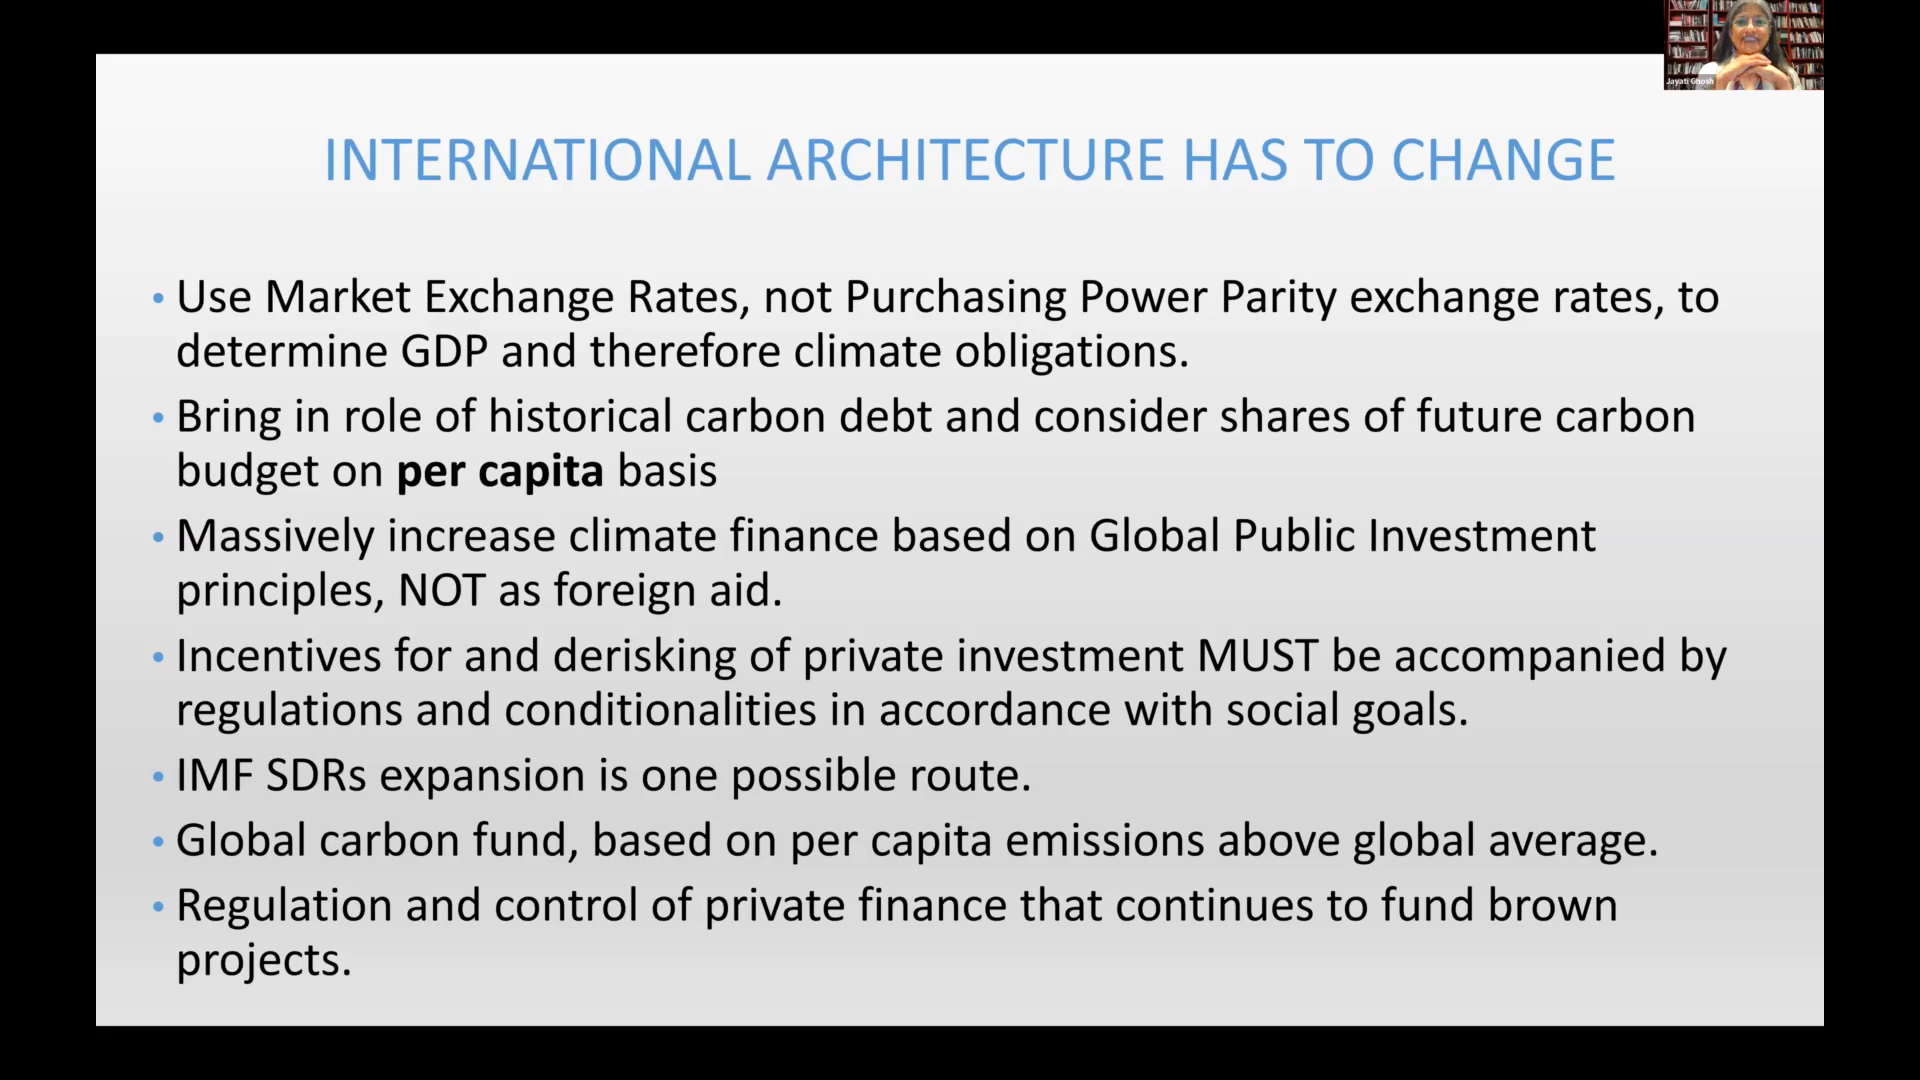 Jayati Ghosh
INTERNATIONAL ARCHITECTURE HAS TO CHANGE
• Use Market Exchange Rates, not Purchasing Power Parity exchange rates, to
determine GDP and therefore climate obligations.
• Bring in role of historical carbon debt and consider shares of future carbon
budget on per capita basis
• Massively increase climate finance based on Global Public Investment
principles, NOT as foreign aid.
• Incentives for and derisking of private investment MUST be accompanied by
regulations and conditionalities in accordance with social goals.
• IMF SDRs expansion is one possible route.
• Global carbon fund, based on per capita emissions above global average.
• Regulation and control of private finance that continues to fund brown
projects.